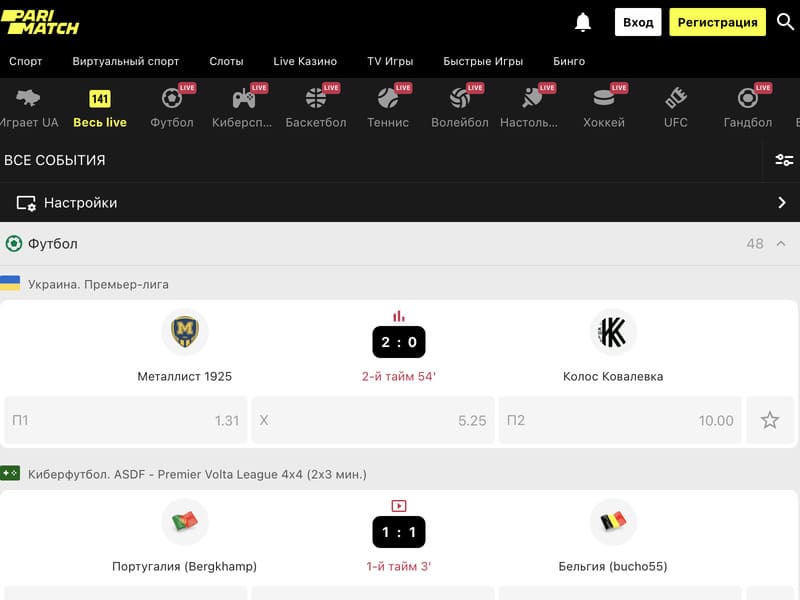 PARI MATCH
Вход
Регистрация
Спорт Виртуальный спорт Слоты Live Казино TV Игры Быстрые Игры Бинго
141 LIVE LIVE LIVE LIVE LIVE LIVE LIVE LIVE
Играет UA Весь live Футбол Киберсп... Баскетбол Теннис Волейбол Настоль... Хоккей UFC Гандбол
ВСЕ СОБЫТИЯ
Настройки
Футбол 48
Украина. Премьер-лига
2 : 0
Металлист 1925 2-й тайм 54' Колос Ковалевка
П1 1.31 X 5.25 П2 10.00
Киберфутбол. ASDF - Premier Volta League 4x4 (2x3 мин.)
1 : 1
Португалия (Bergkhamp) 1-й тайм 3' Бельгия (bucho55)